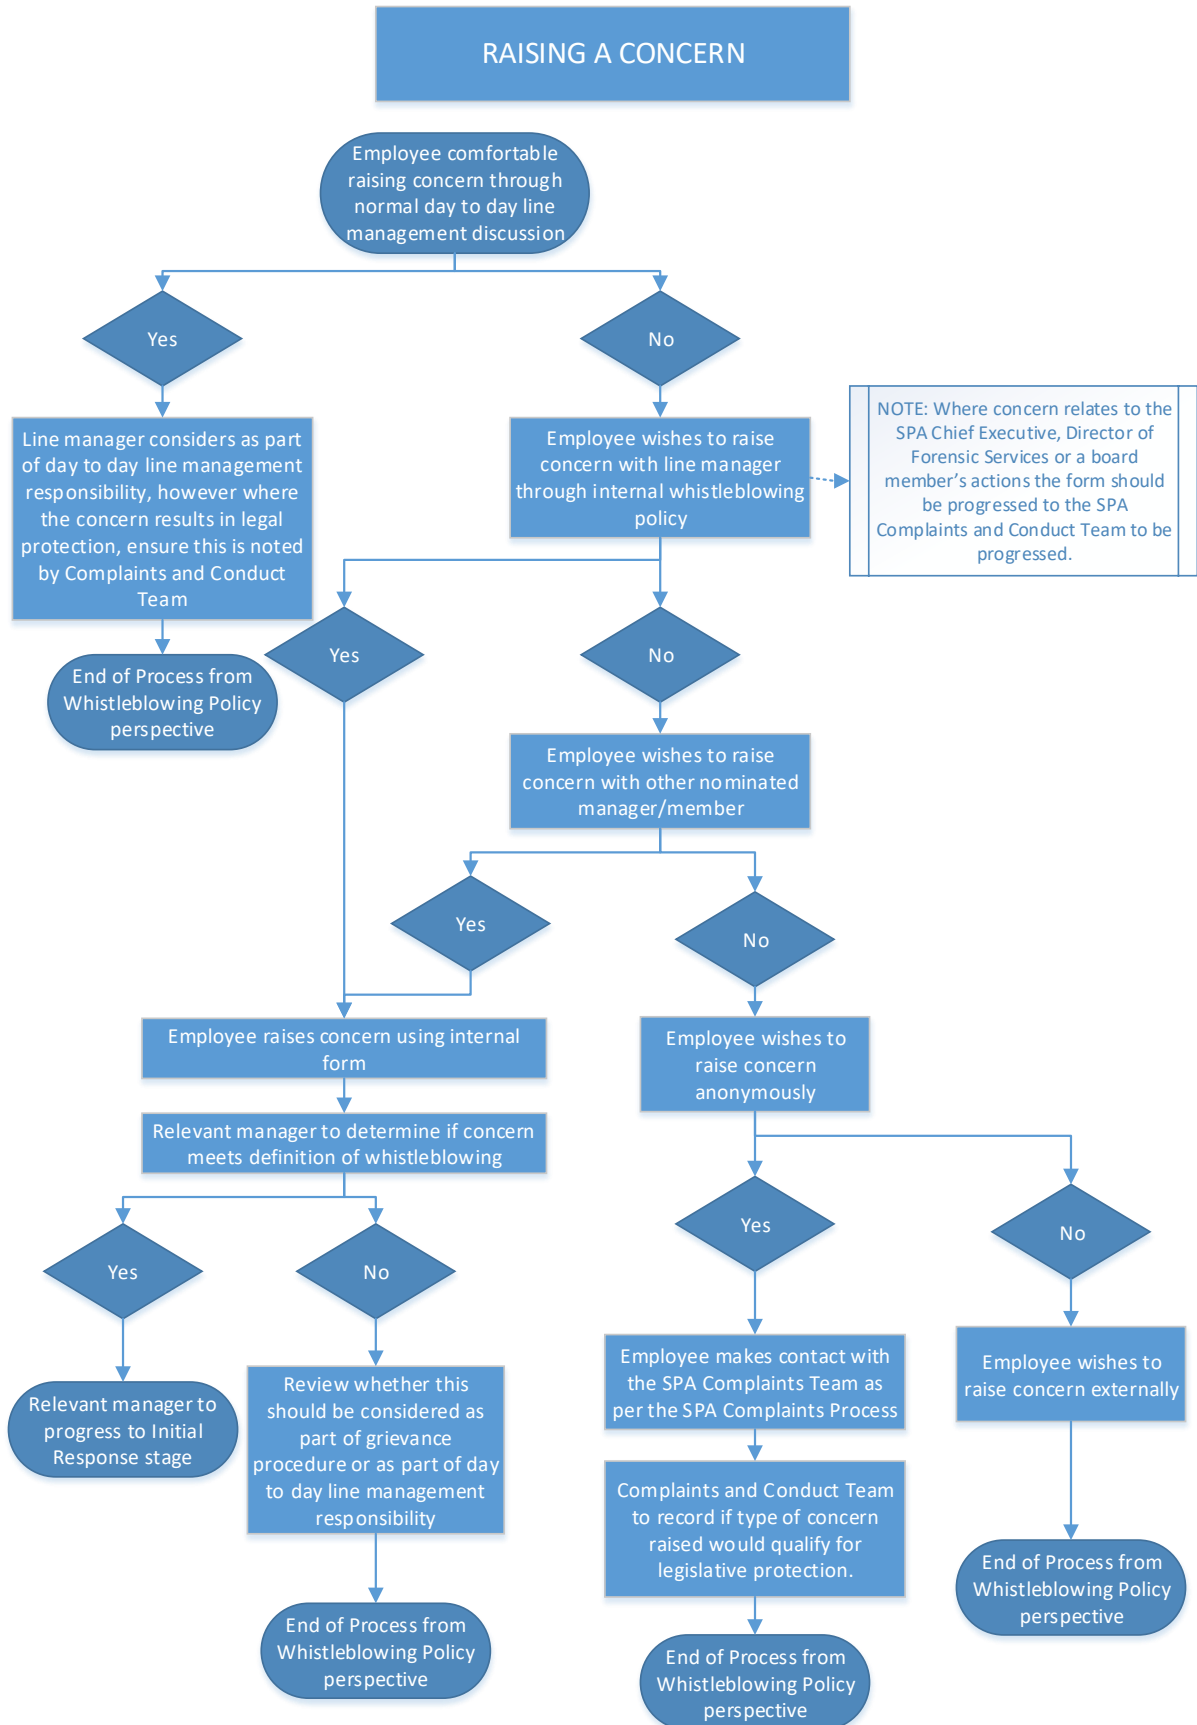 RAISING A CONCERN
Employee comfortable
raising concern through
normal day to day line
management discussion
Yes
No
Line manager considers as part
of day to day line management
responsibility, however where
the concern results in legal
protection, ensure this is noted
by Complaints and Conduct
Team
Employee wishes to raise
concern with line manager
through internal whistleblowing
policy
NOTE: Where concern relates to the
SPA Chief Executive, Director of
Forensic Services or a board
member’s actions the form should
be progressed to the SPA
Complaints and Conduct Team to be
progressed.
End of Process from
Whistleblowing Policy
perspective
Yes
No
Employee wishes to raise
concern with other nominated
manager/member
Yes
No
Employee raises concern using internal
form
Employee wishes to
raise concern
anonymously
Relevant manager to determine if concern
meets definition of whistleblowing
Yes
No
Yes
No
Relevant manager to
progress to Initial
Response stage
Review whether this
should be considered as
part of grievance
procedure or as part of day
to day line management
responsibility
Employee makes contact with
the SPA Complaints Team as
per the SPA Complaints Process
Employee wishes to
raise concern externally
Complaints and Conduct Team
to record if type of concern
raised would qualify for
legislative protection.
End of Process from
Whistleblowing Policy
perspective
End of Process from
Whistleblowing Policy
perspective
End of Process from
Whistleblowing Policy
perspective